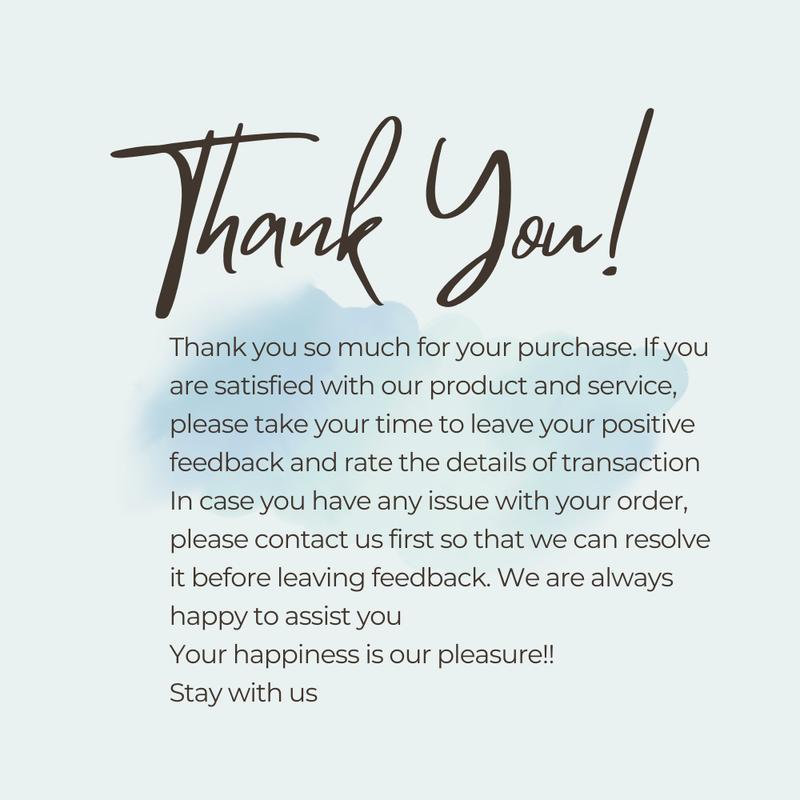 Thank You!
Thank you so much for your purchase. If you
are satisfied with our product and service,
please take your time to leave your positive
feedback and rate the details of transaction
In case you have any issue with your order,
please contact us first so that we can resolve
it before leaving feedback. We are always
happy to assist you
Your happiness is our pleasure!!
Stay with us